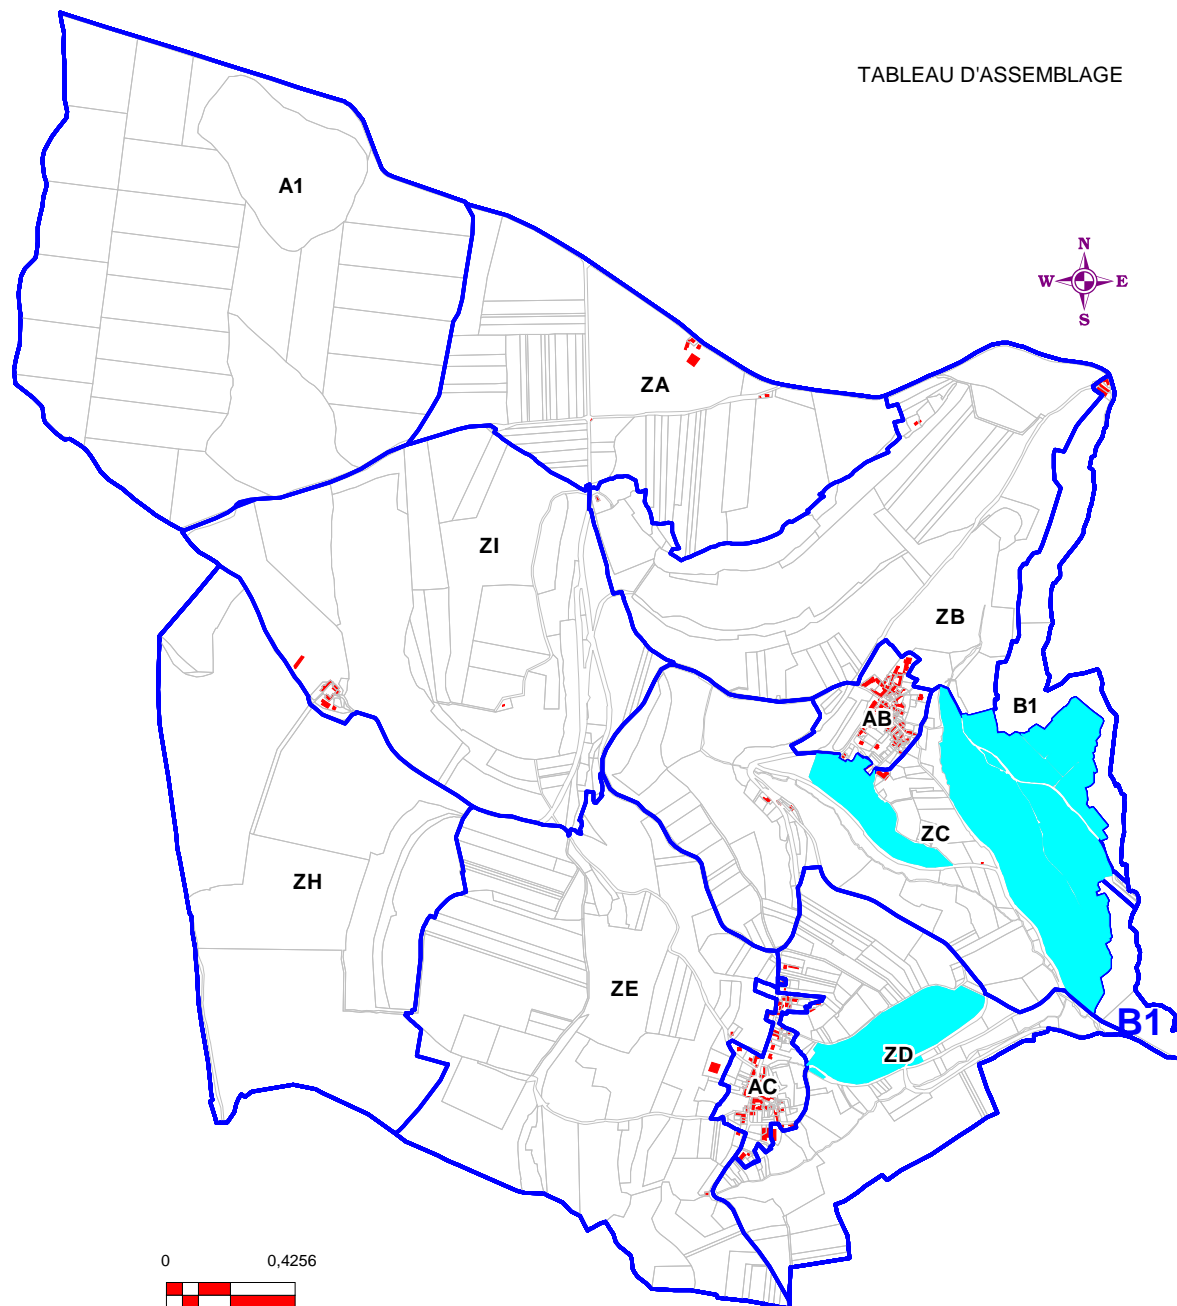 TABLEAU D'ASSEMBLAGE
A1
N
W E
S
ZA
ZI
ZB
B1
AB
ZC
ZH
ZE
B1
ZD
AC
0 0,4256